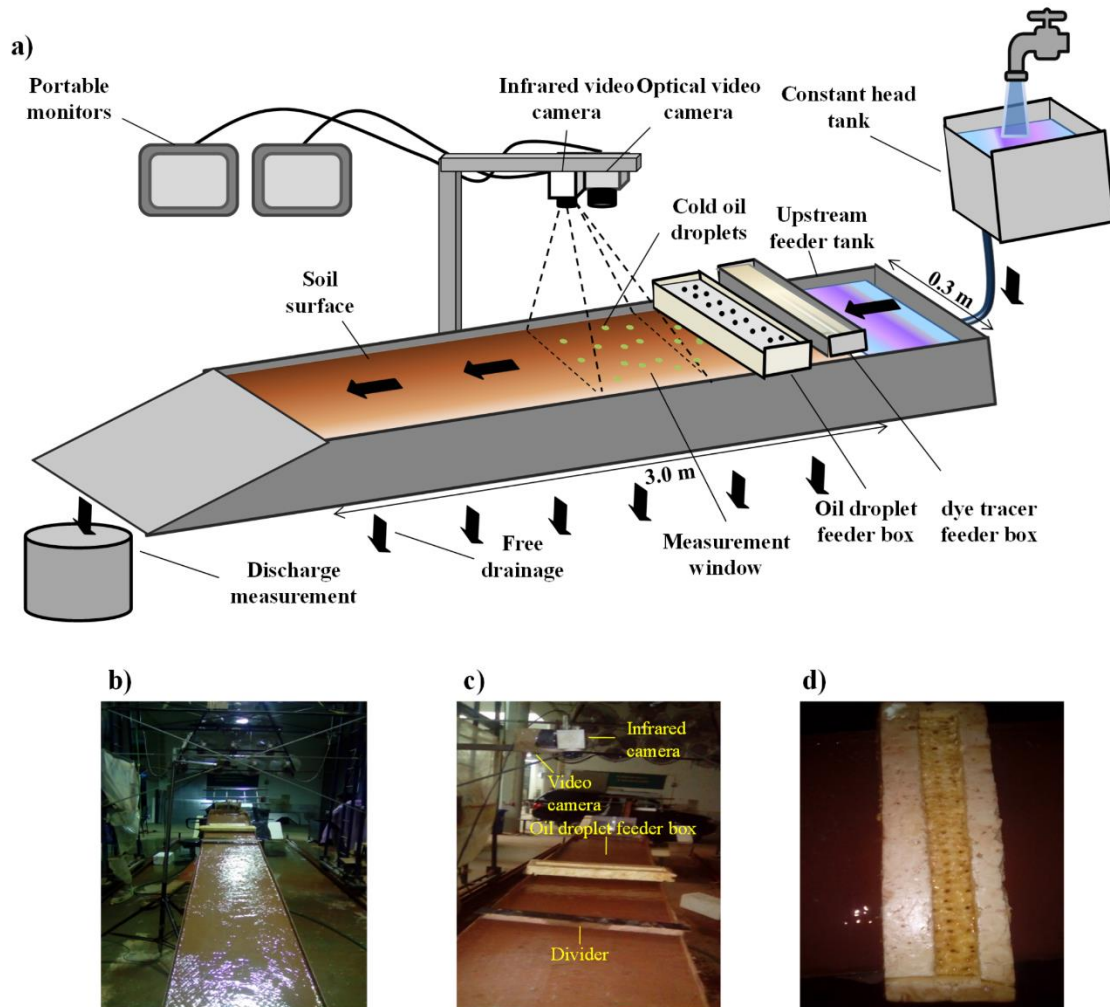 a)
Portable
monitors
Infrared video
camera
Optical video
camera
Constant head
tank
Cold oil
droplets
Upstream
feeder tank
0.3 m
Soil
surface
3.0 m
Oil droplet
feeder box
dye tracer
feeder box
Measurement
window
Free
drainage
Discharge
measurement
b)
c)
d)
Infrared
camera
Video
camera
Oil droplet feeder box
Divider